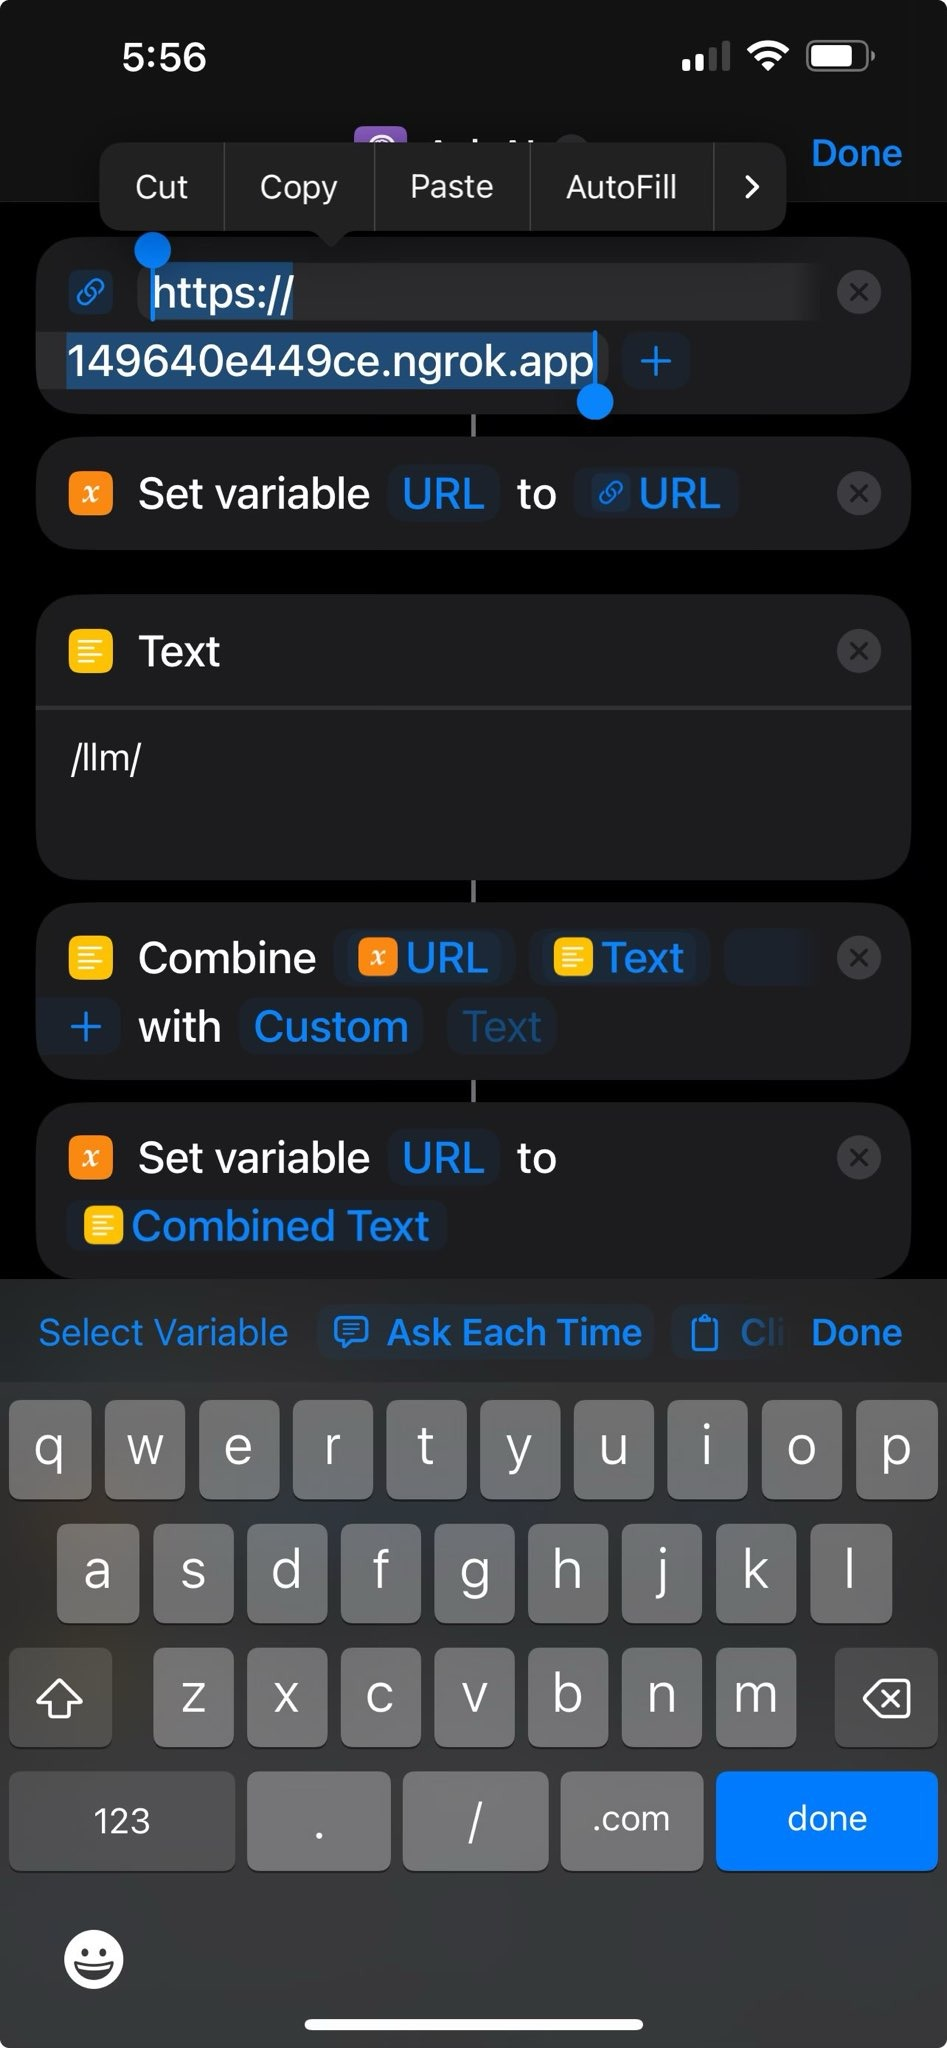 5:56
Done
Cut Copy Paste AutoFill
https://
149640e449ce.ngrok.app
Set variable URL to URL
Text
/llm/
Combine URL Text
with Custom Text
Set variable URL to
Combined Text
Select Variable Ask Each Time Done
q w e r t y u i o p
a s d f g h j k l
z x c v b n m
123 . / .com done